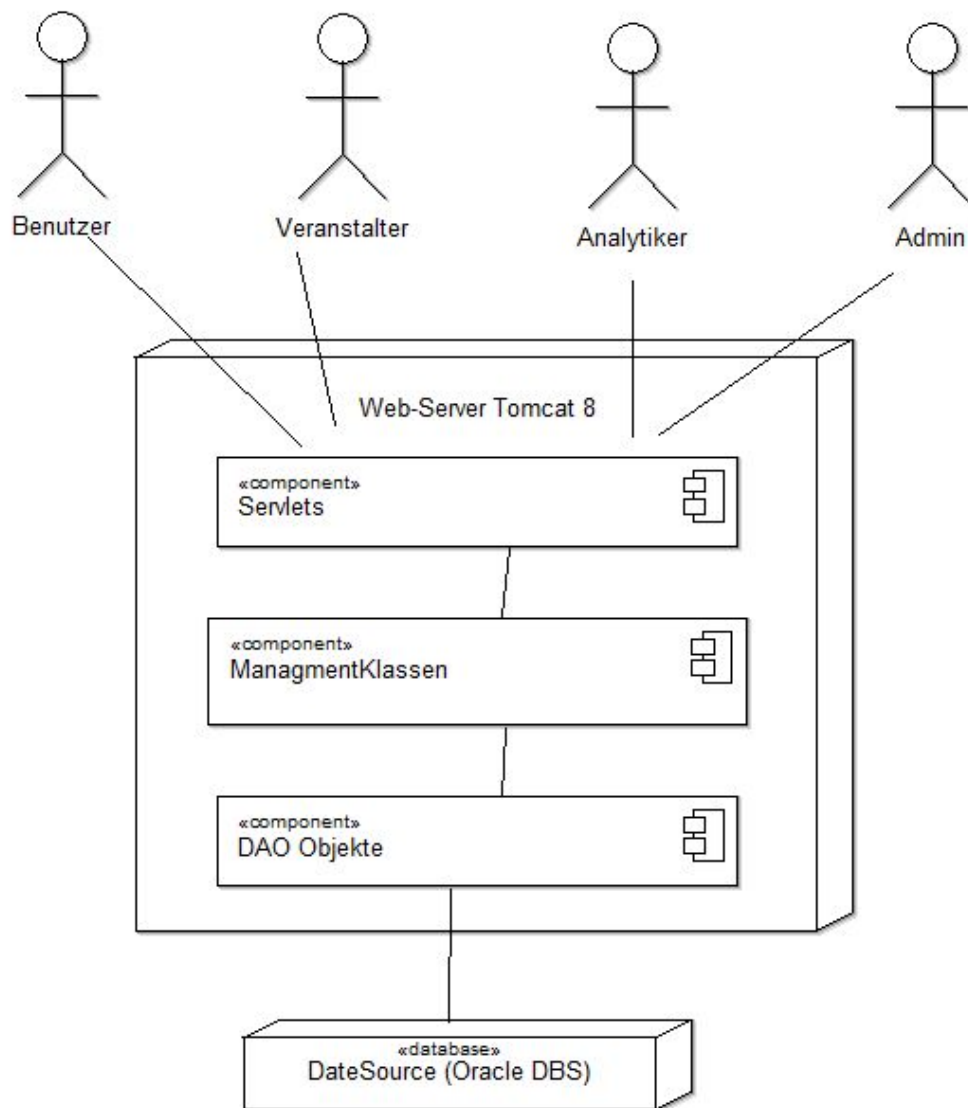 Benutzer
Veranstalter
Analytiker
Admin
Web-Server Tomcat 8
«component»
Servlets
«component»
ManagmentKlassen
«component»
DAO Objekte
«database»
DateSource (Oracle DBS)